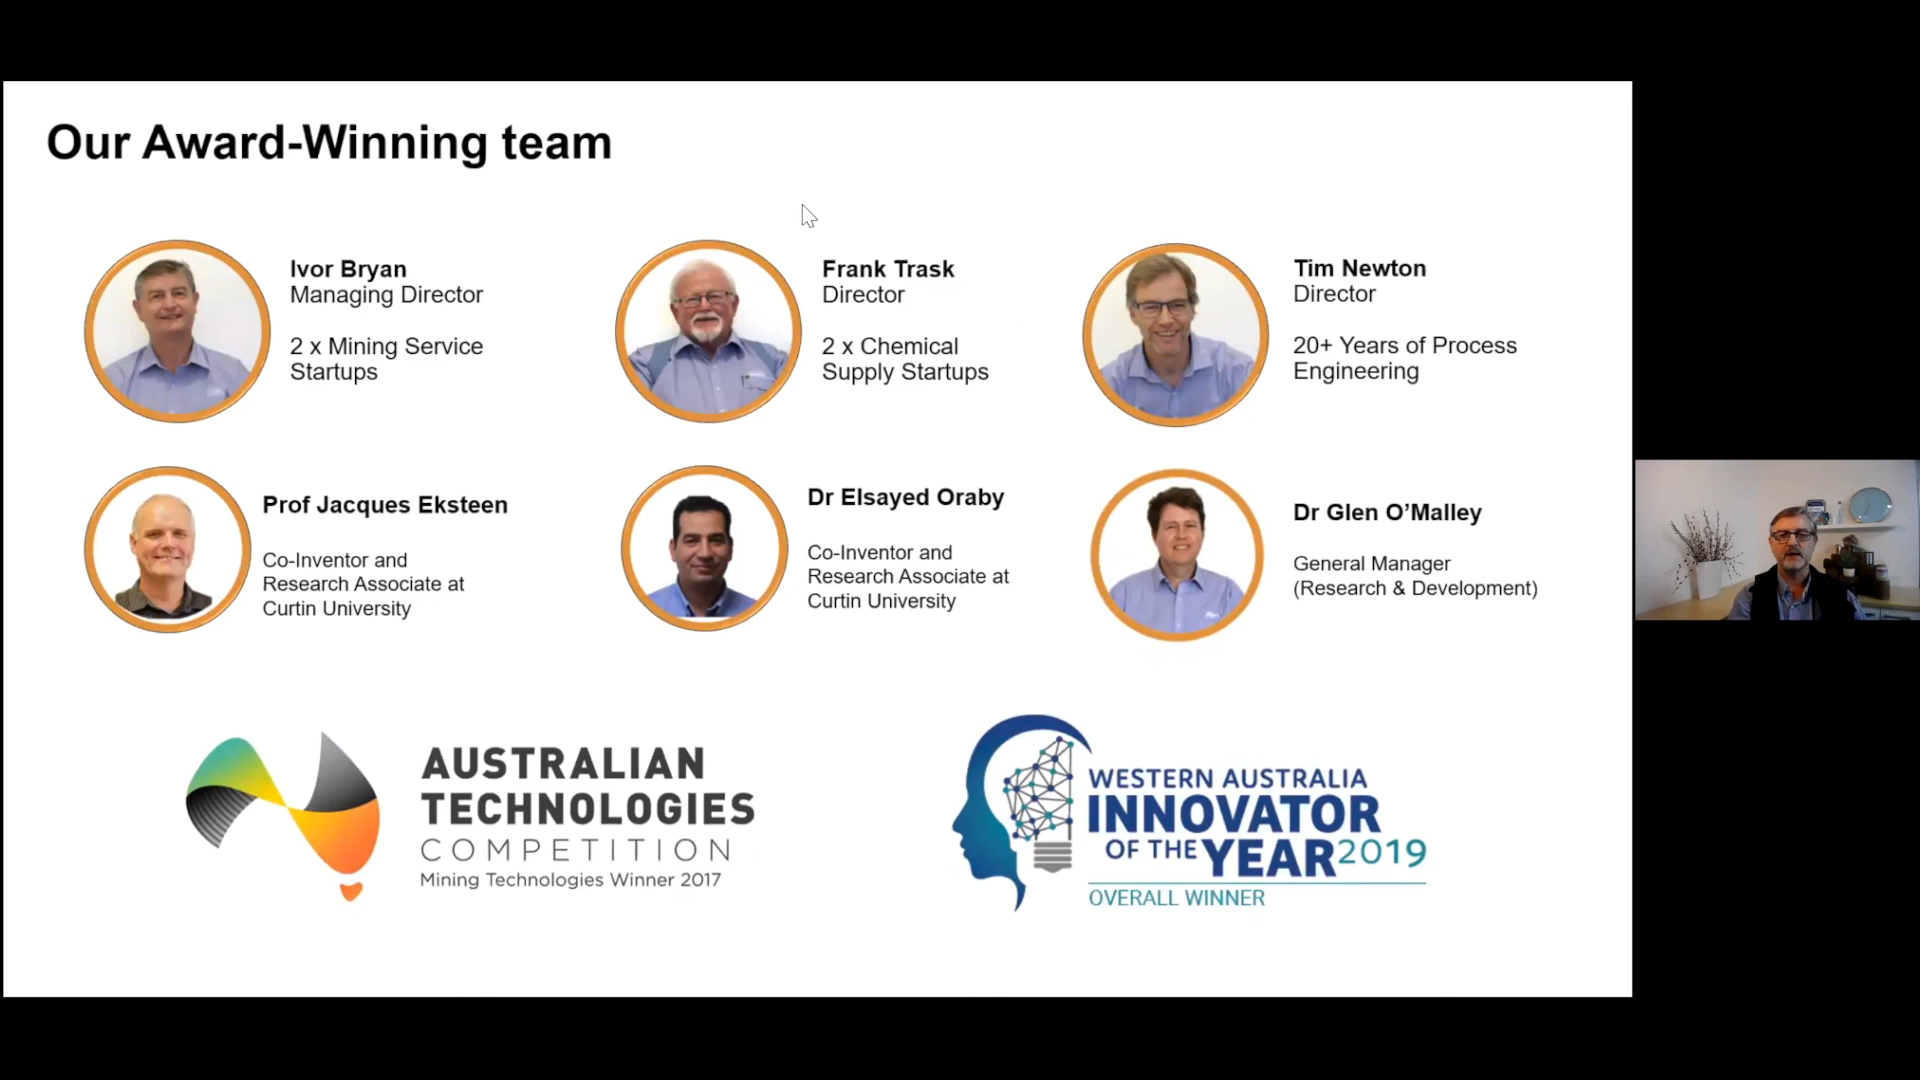 Our Award-Winning team
Ivor Bryan
Managing Director
2 x Mining Service
Startups
Frank Trask
Director
2 x Chemical
Supply Startups
Tim Newton
Director
20+ Years of Process
Engineering
Prof Jacques Eksteen
Co-Inventor and
Research Associate at
Curtin University
Dr Elsayed Oraby
Co-Inventor and
Research Associate at
Curtin University
Dr Glen O’Malley
General Manager
(Research & Development)
AUSTRALIAN
TECHNOLOGIES
COMPETITION
Mining Technologies Winner 2017
WESTERN AUSTRALIA
INNOVATOR
OF THE YEAR 2019
OVERALL WINNER